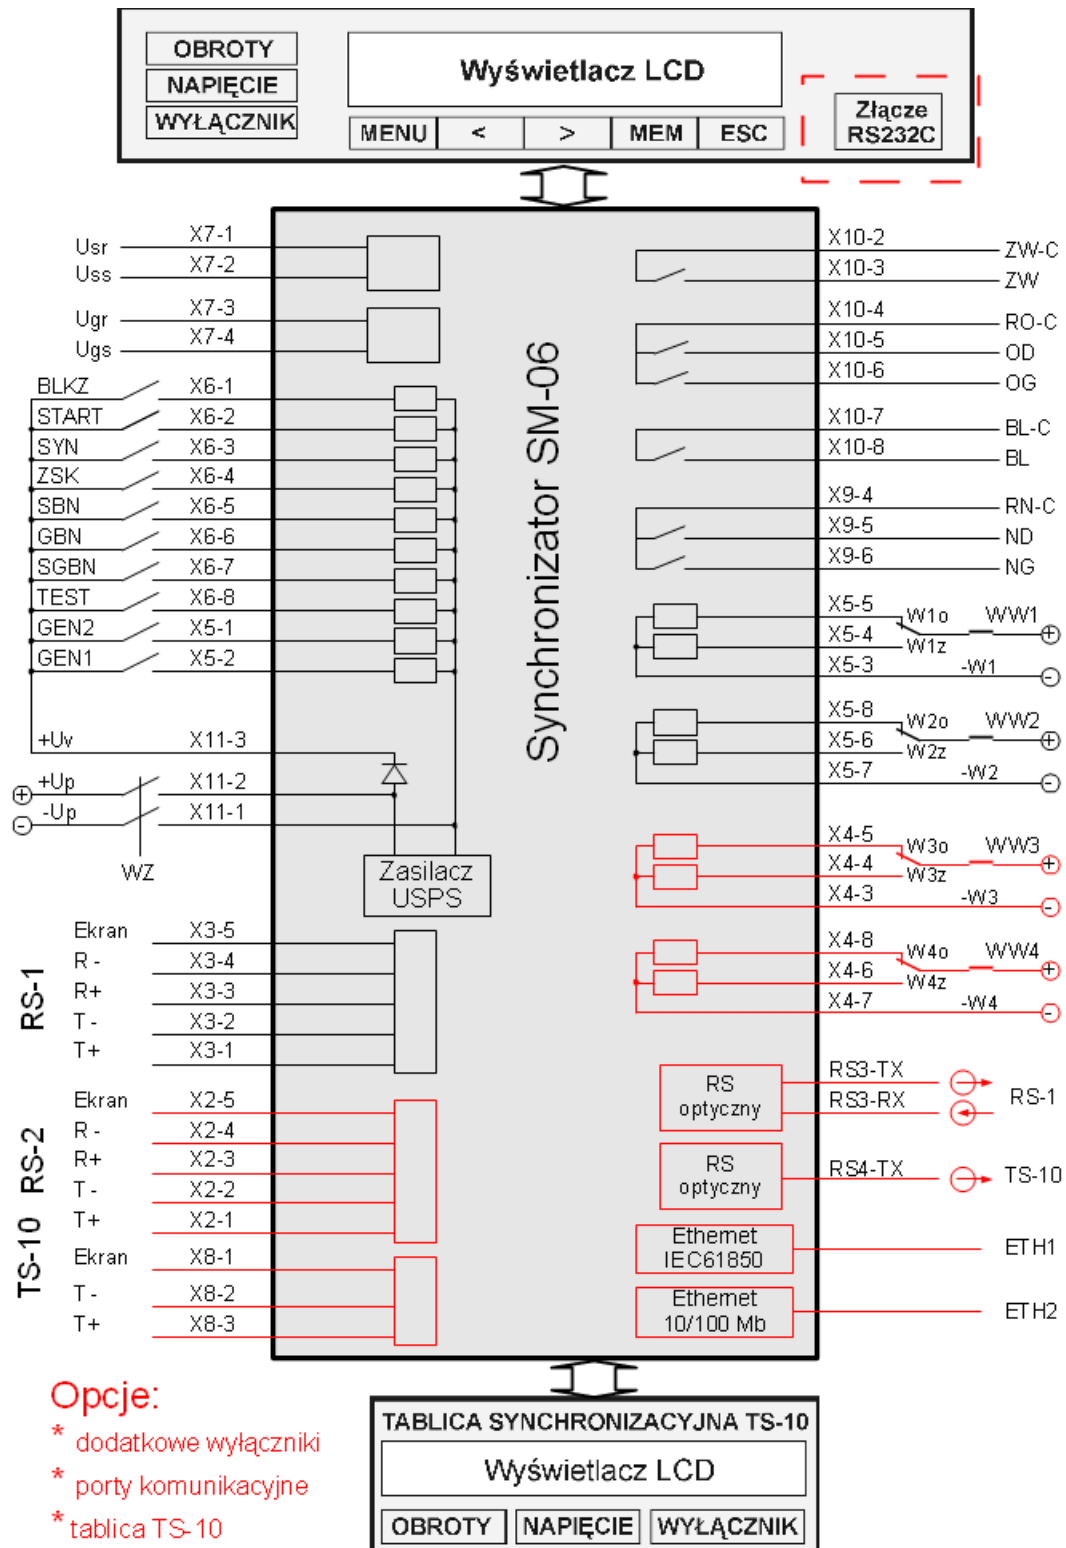 OBROTY
NAPIĘCIE
WYŁĄCZNIK
Wyświetlacz LCD
MENU < > MEM ESC
Złącze
RS232C
Usr X7-1
Uss X7-2
Ugr X7-3
Ugs X7-4
BLKZ X6-1
START X6-2
SYN X6-3
ZSK X6-4
SBN X6-5
GBN X6-6
SGBN X6-7
TEST X6-8
GEN2 X5-1
GEN1 X5-2
+Uv X11-3
+Up X11-2
-Up X11-1
WZ
Zasilacz
USPS
RS-1
Ekran X3-5
R - X3-4
R+ X3-3
T - X3-2
T+ X3-1
RS-2
Ekran X2-5
R - X2-4
R+ X2-3
T - X2-2
T+ X2-1
TS-10
Ekran X8-1
T - X8-2
T+ X8-3
Synchronizator SM-06
X10-2 ZW-C
X10-3 ZW
X10-4 RO-C
X10-5 OD
X10-6 OG
X10-7 BL-C
X10-8 BL
X9-4 RN-C
X9-5 ND
X9-6 NG
X5-5 W1o WW1 +
X5-4 W1z
X5-3 -W1 -
X5-8 W2o WW2 +
X5-6 W2z
X5-7 -W2 -
X4-5 W3o WW3 +
X4-4 W3z
X4-3 -W3 -
X4-8 W4o WW4 +
X4-6 W4z
X4-7 -W4 -
RS
optyczny
RS3-TX
RS3-RX
RS-1
RS
optyczny
RS4-TX TS-10
Ethernet
IEC61850
ETH1
Ethernet
10/100 Mb
ETH2
Opcje:
* dodatkowe wyłączniki
* porty komunikacyjne
* tablica TS-10
TABLICA SYNCHRONIZACYJNA TS-10
Wyświetlacz LCD
OBROTY NAPIĘCIE WYŁĄCZNIK